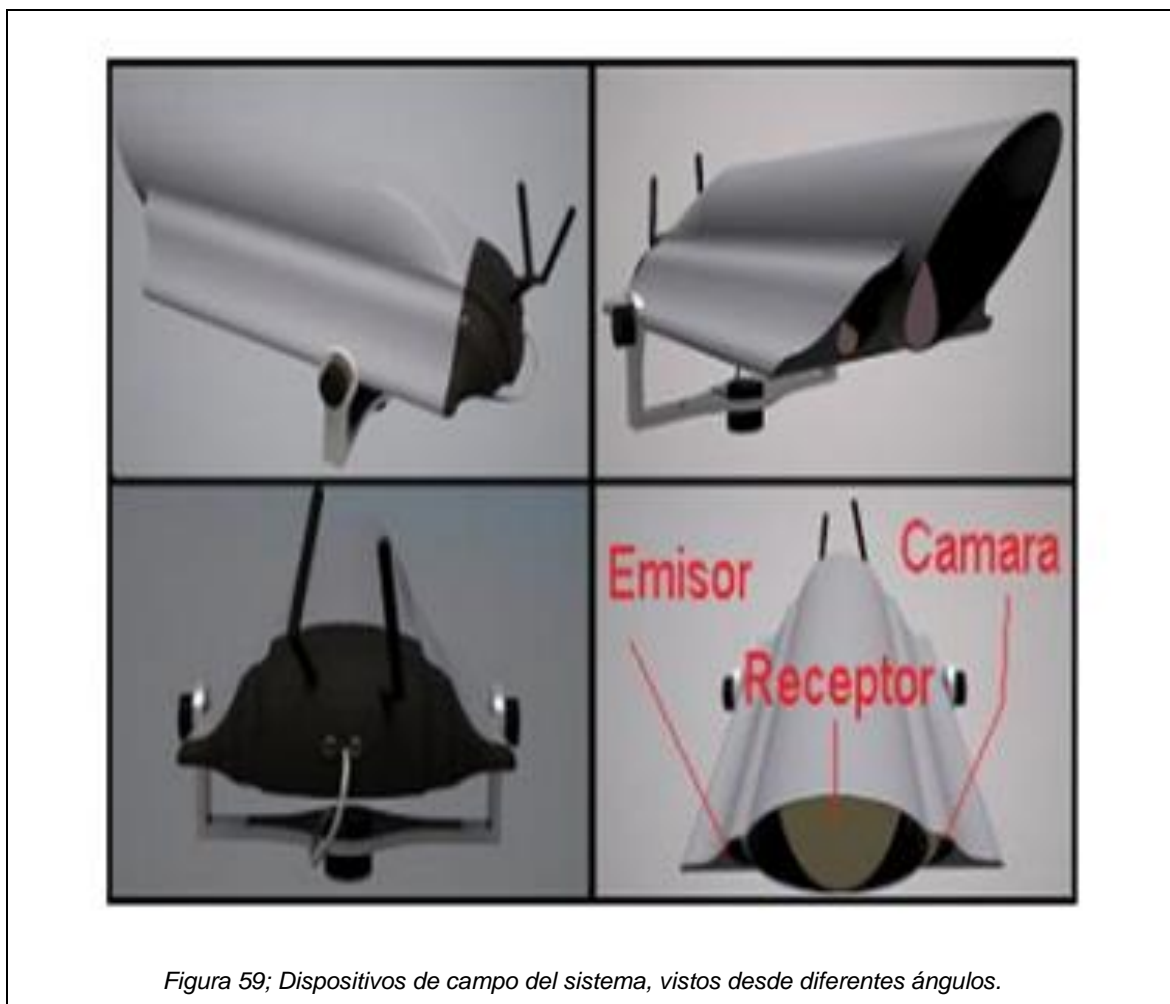 Emisor
Camara
Receptor
Figura 59; Dispositivos de campo del sistema, vistos desde diferentes ángulos.